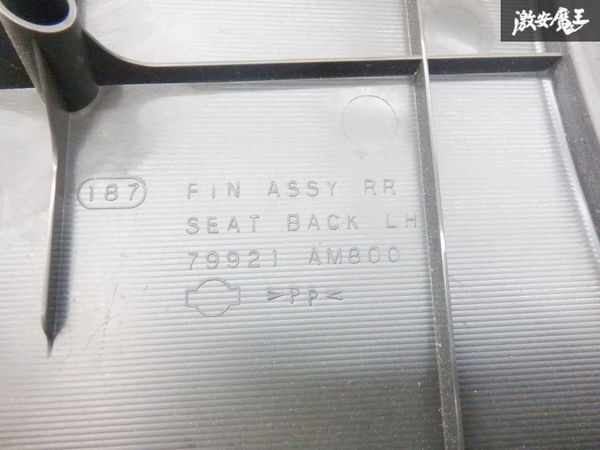 激安魔王
187 FIN ASSY RR
SEAT BACK LH
79921 AM800
>PP<